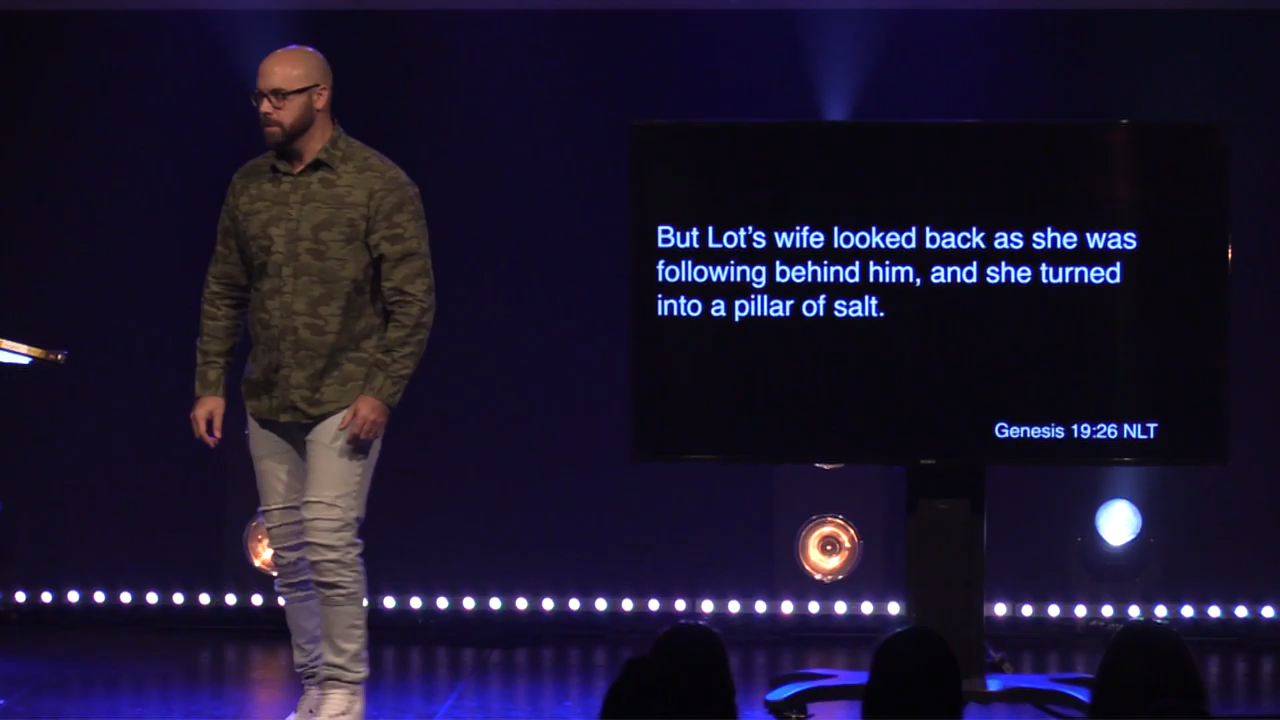 But Lot’s wife looked back as she was
following behind him, and she turned
into a pillar of salt.
Genesis 19:26 NLT